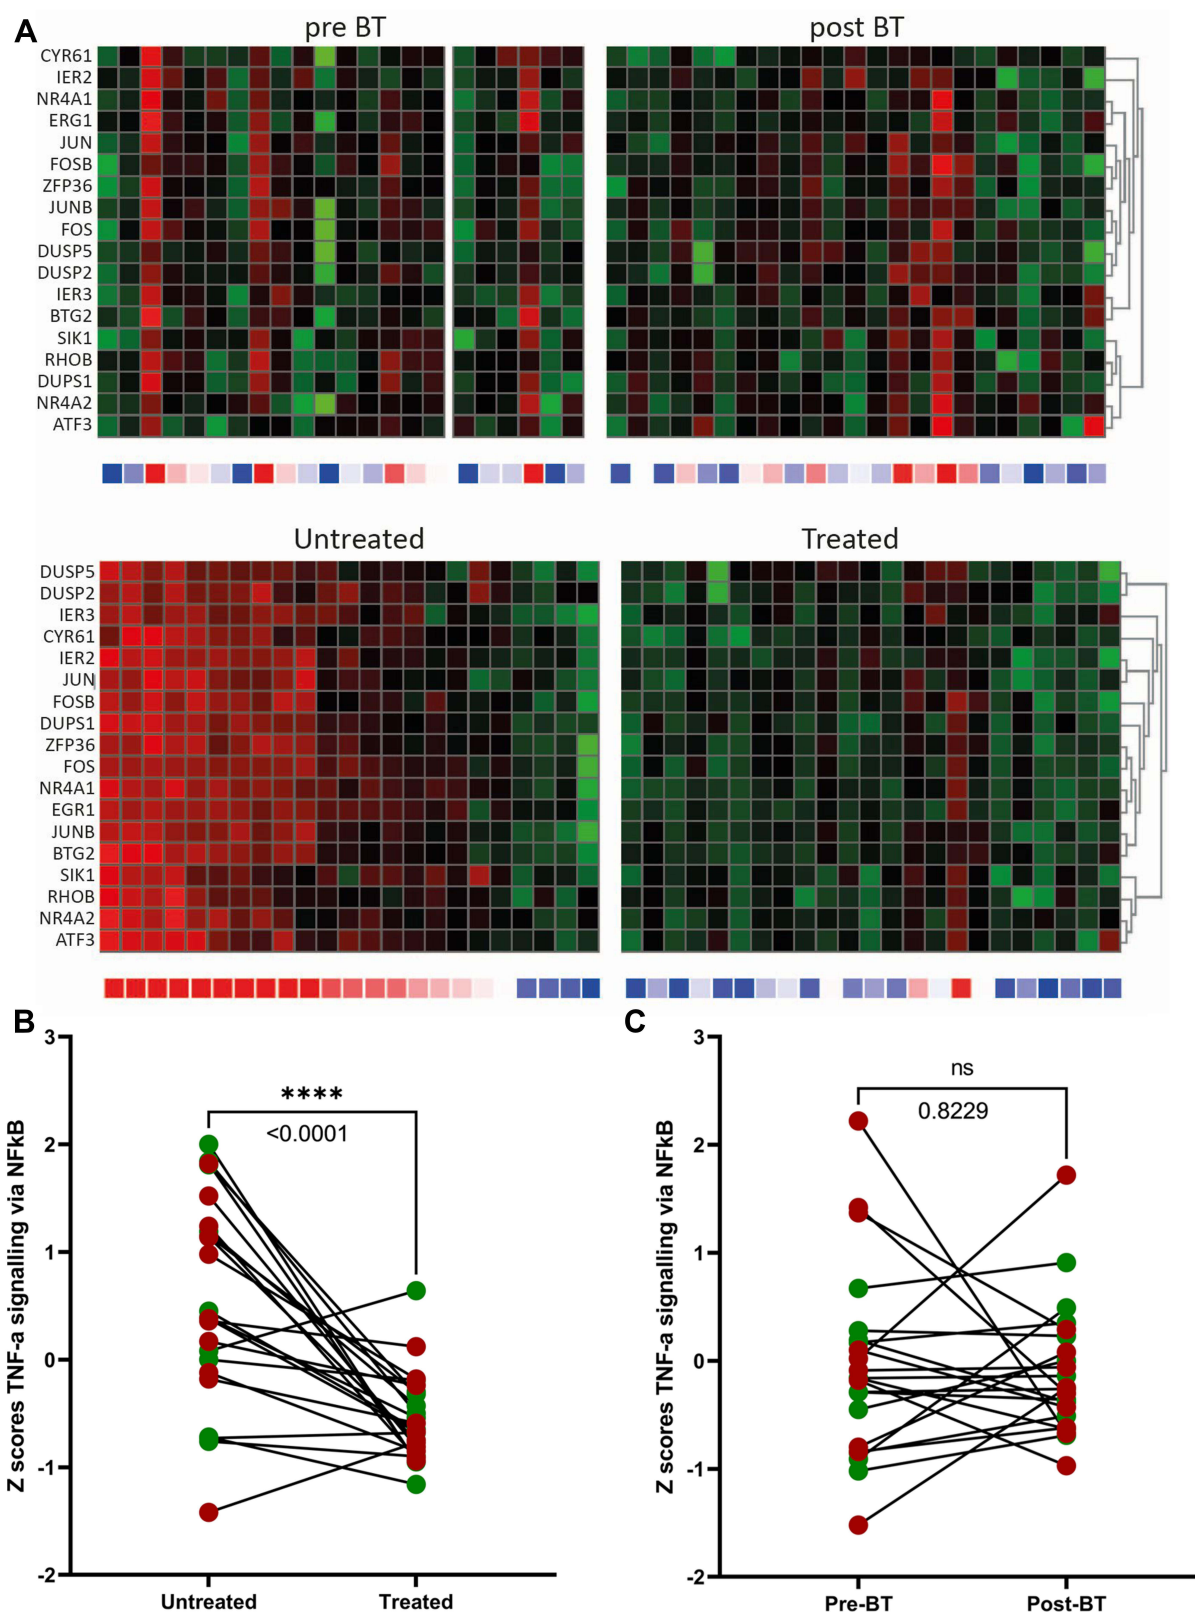 A
pre BT
post BT
CYR61
IER2
NR4A1
ERG1
JUN
FOSB
ZFP36
JUNB
FOS
DUSP5
DUSP2
IER3
BTG2
SIK1
RHOB
DUPS1
NR4A2
ATF3
Untreated
Treated
DUSP5
DUSP2
IER3
CYR61
IER2
JUN
FOSB
DUPS1
ZFP36
FOS
NR4A1
EGR1
JUNB
BTG2
SIK1
RHOB
NR4A2
ATF3
B
Z scores TNF-a signalling via NFkB
3
2
1
0
-1
-2
****
<0.0001
Untreated
Treated
C
Z scores TNF-a signalling via NFkB
3
2
1
0
-1
-2
ns
0.8229
Pre-BT
Post-BT